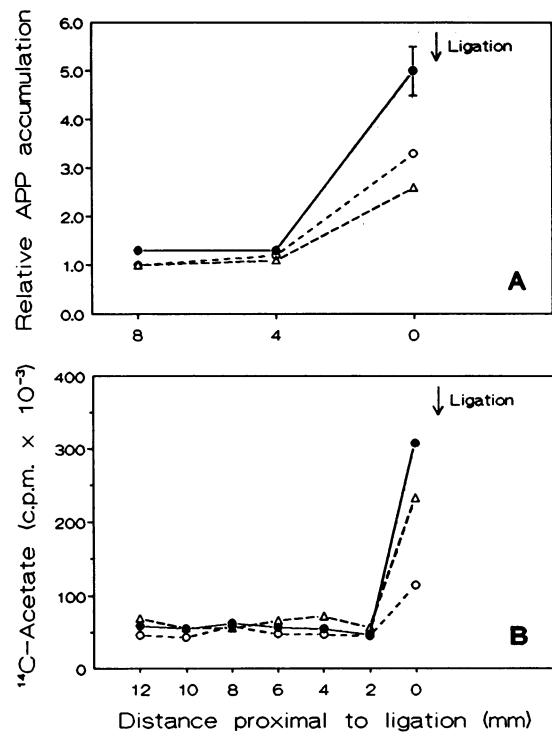 Relative APP accumulation
6.0
5.0
4.0
3.0
2.0
1.0
0.0
Ligation
A
8 4 0
¹⁴C-Acetate (c.p.m. × 10⁻³)
400
300
200
100
50
0
Ligation
B
12 10 8 6 4 2 0
Distance proximal to ligation (mm)